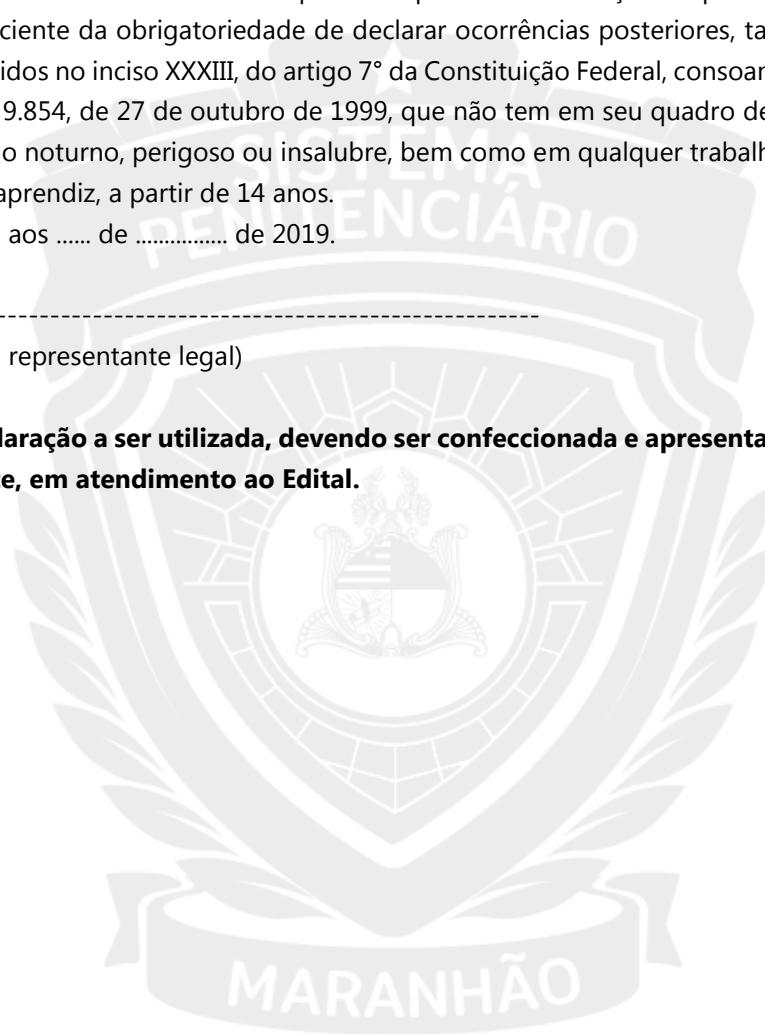 ciente da obrigatoriedade de declarar ocorrências posteriores, ta
idos no inciso XXXIII, do artigo 7° da Constituição Federal, consoan
9.854, de 27 de outubro de 1999, que não tem em seu quadro de
o noturno, perigoso ou insalubre, bem como em qualquer trabalh
aprendiz, a partir de 14 anos.
aos ...... de ............... de 2019.
-------------------------------------------------------
representante legal)
laração a ser utilizada, devendo ser confeccionada e apresenta
e, em atendimento ao Edital.
SISTEMA
PENITENCIÁRIO
MARANHÃO